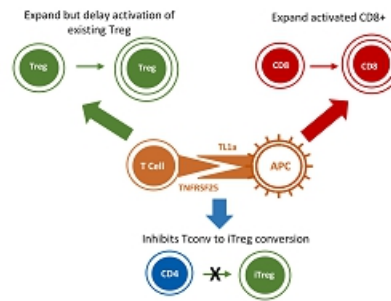 Expand but delay activation of
existing Treg
Expand activated CD8+
Treg
Treg
CD8
CD8
TL1a
T Cell
APC
TNFRSF25
Inhibits Tconv to iTreg conversion
CD4
X
iTreg